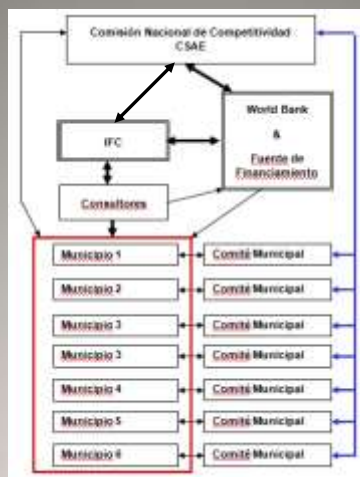 Comisión Nacional de Competitividad
CSAE
World Bank
&
Fuente de
Financiamiento
IFC
Consultores
Municipio 1
Comité Municipal
Municipio 2
Comité Municipal
Municipio 3
Comité Municipal
Municipio 3
Comité Municipal
Municipio 4
Comité Municipal
Municipio 5
Comité Municipal
Municipio 6
Comité Municipal